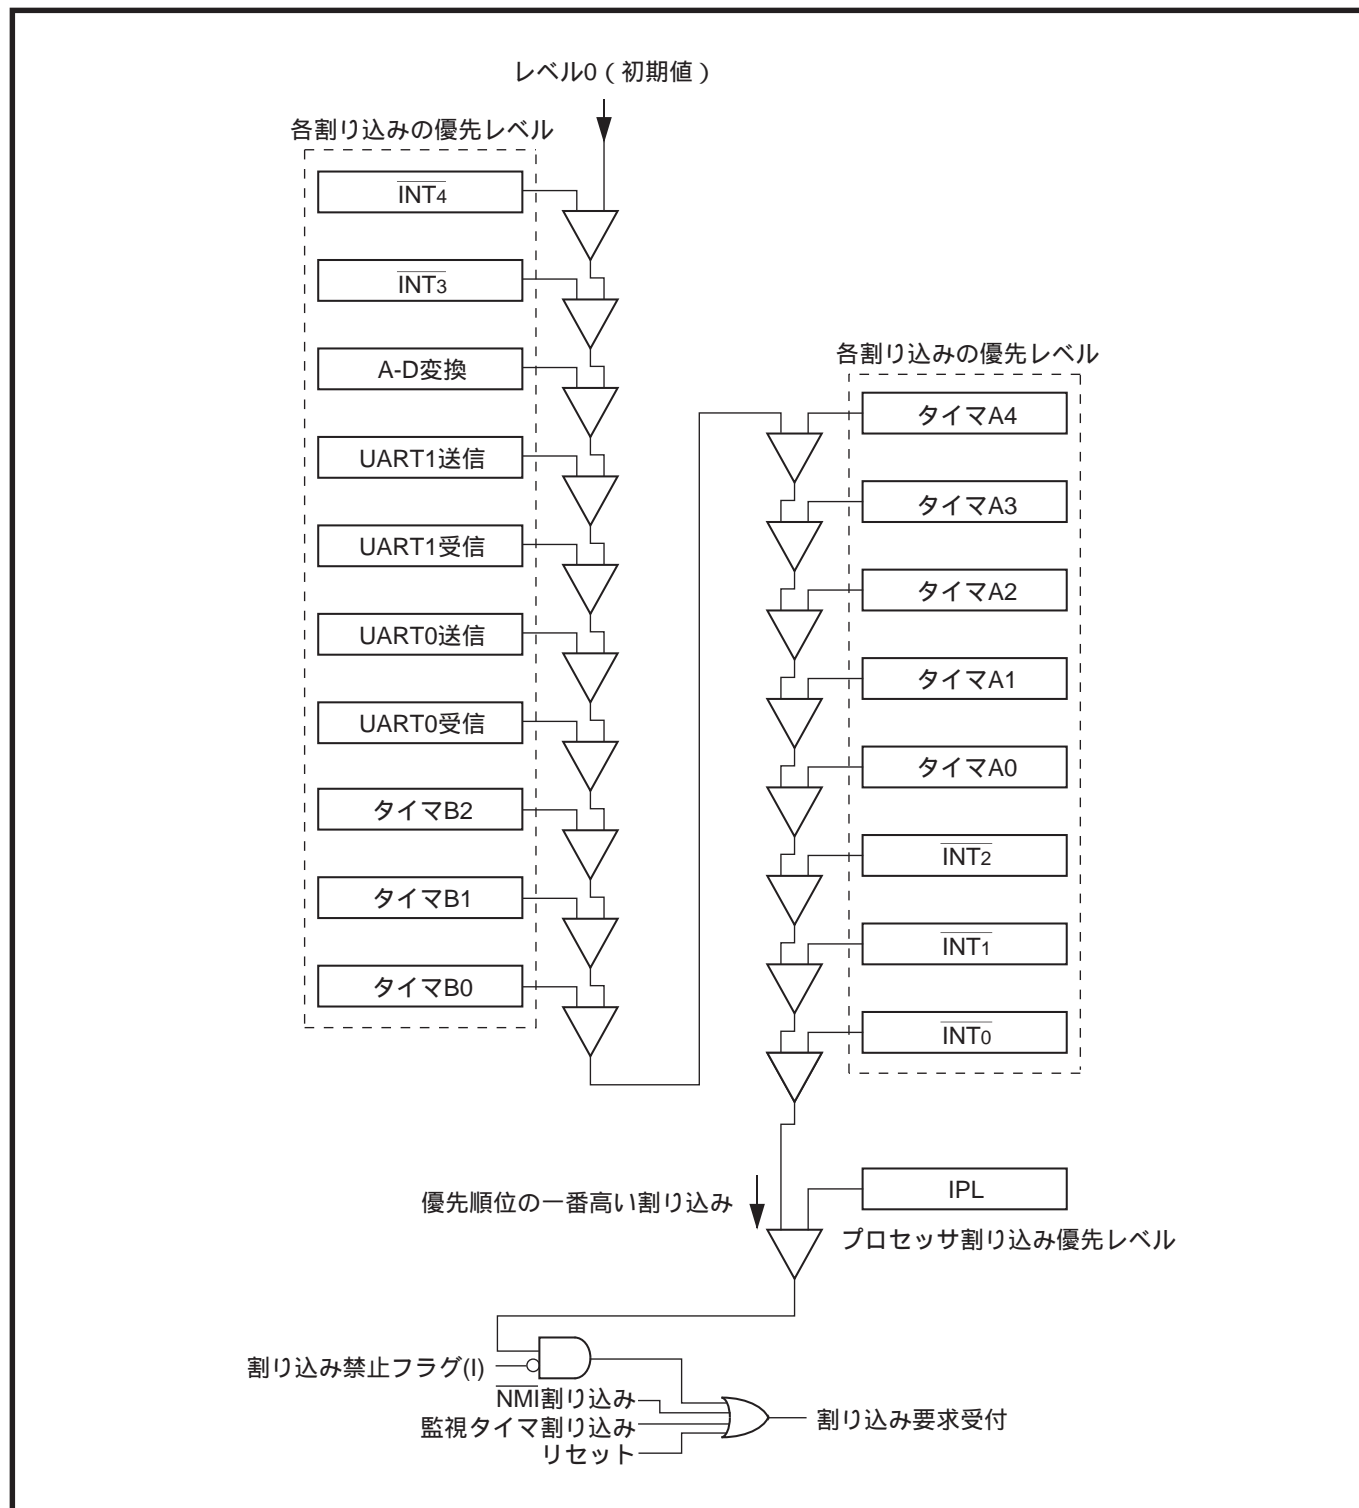 レベル0(初期値)
各割り込みの優先レベル
INT4
INT3
A-D変換
UART1送信
UART1受信
UART0送信
UART0受信
タイマB2
タイマB1
タイマB0
各割り込みの優先レベル
タイマA4
タイマA3
タイマA2
タイマA1
タイマA0
INT2
INT1
INT0
優先順位の一番高い割り込み
IPL
プロセッサ割り込み優先レベル
割り込み禁止フラグ(I)
NMI割り込み
監視タイマ割り込み
リセット
割り込み要求受付